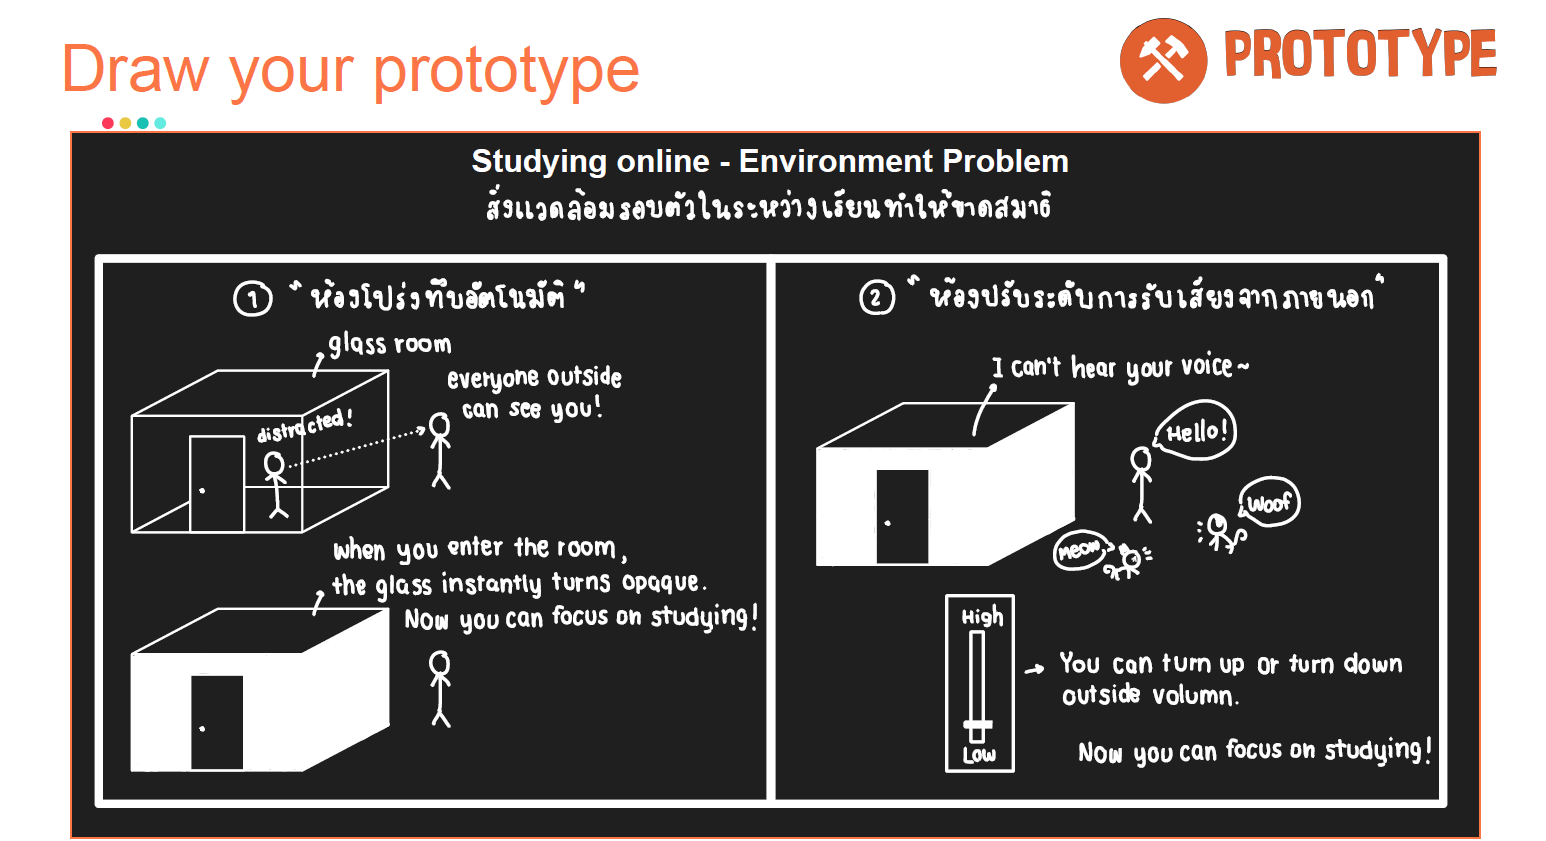 Draw your prototype
PROTOTYPE
Studying online - Environment Problem
สิ่งแวดล้อมรอบตัวในระหว่างเรียนทำให้ขาดสมาธิ
1 "ห้องโปร่งทึบอัตโนมัติ"
glass room
everyone outside
can see you!
distracted!
when you enter the room,
the glass instantly turns opaque.
Now you can focus on studying!
2 "ห้องปรับระดับการรับเสียงจากภายนอก"
I can't hear your voice~
Hello!
Woof
meow
High
Low
You can turn up or turn down
outside volumn.
Now you can focus on studying!